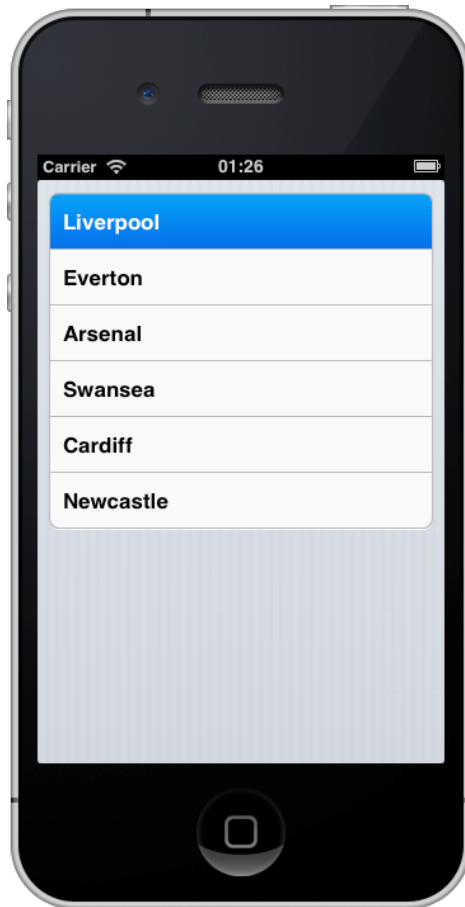 Carrier 01:26
Liverpool
Everton
Arsenal
Swansea
Cardiff
Newcastle